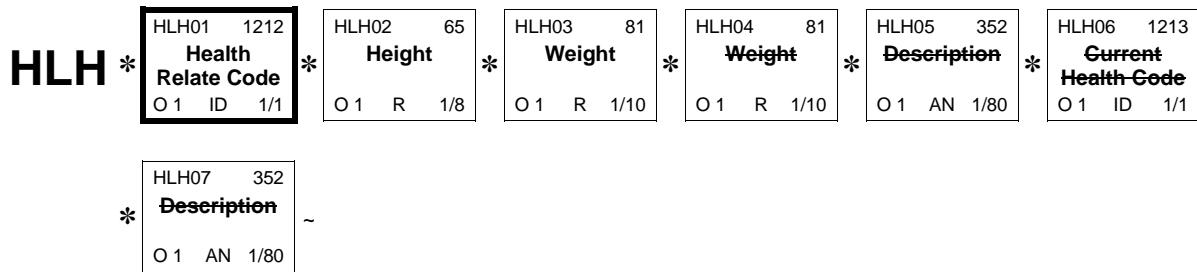 HLH * HLH01 1212 * HLH02 65 * HLH03 81 * HLH04 81 * HLH05 352 * HLH06 1213
Health Relate Code Height Weight Weight Description Current Health Code
O 1 ID 1/1 O 1 R 1/8 O 1 R 1/10 O 1 R 1/10 O 1 AN 1/80 O 1 ID 1/1
* HLH07 352 ~
Description
O 1 AN 1/80